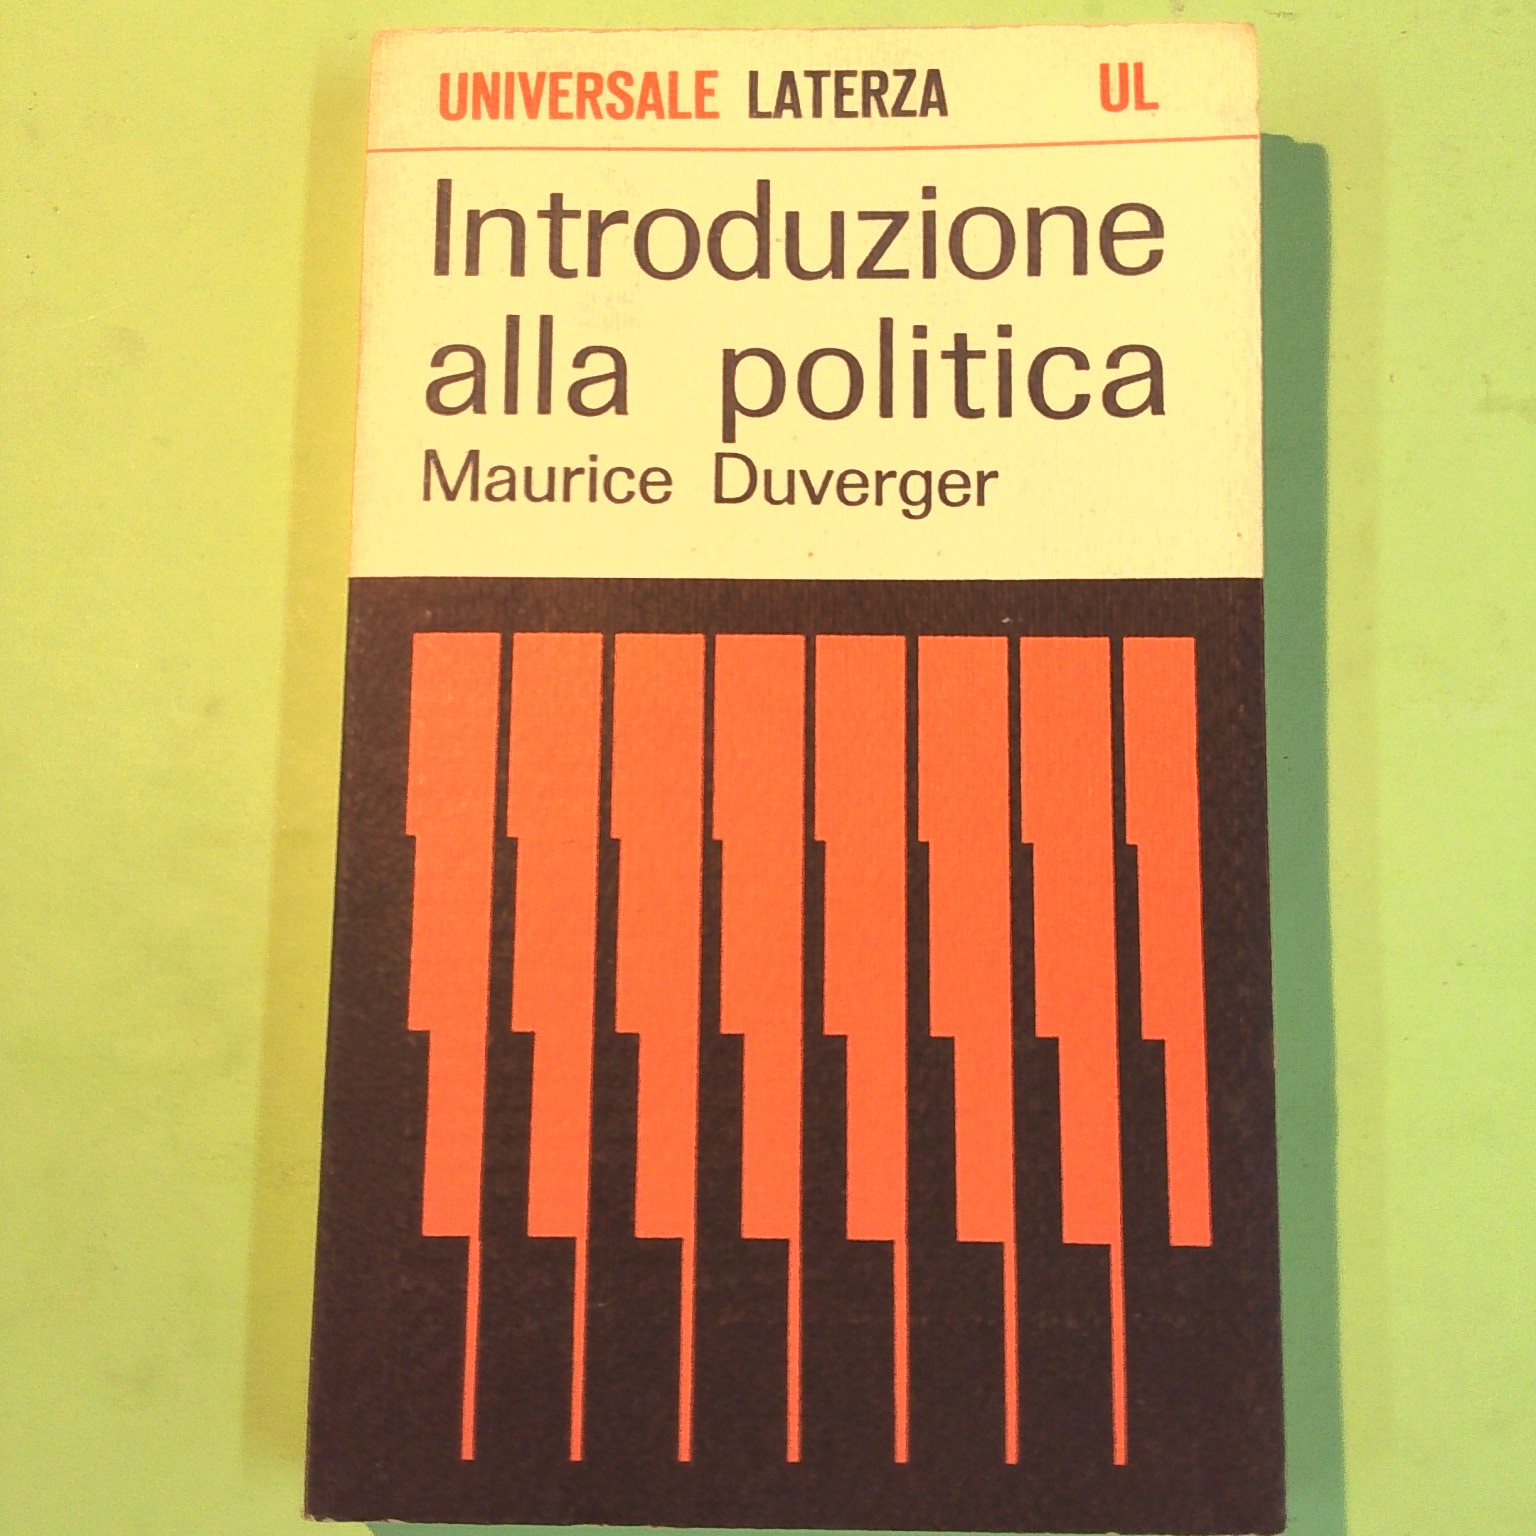 UNIVERSALE LATERZA UL
Introduzione
alla politica
Maurice Duverger